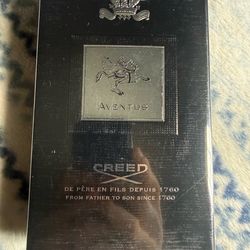 AVENTUS
CREED
DE PÈRE EN FILS DEPUIS 1760
FROM FATHER TO SON SINCE 1760